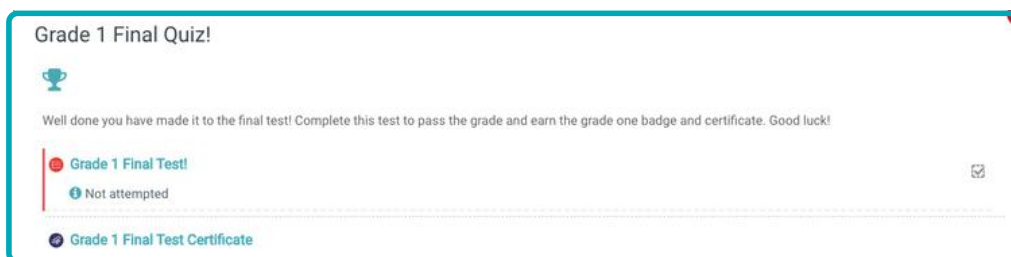 Grade 1 Final Quiz!
Well done you have made it to the final test! Complete this test to pass the grade and earn the grade one badge and certificate. Good luck!
Grade 1 Final Test!
Not attempted
Grade 1 Final Test Certificate